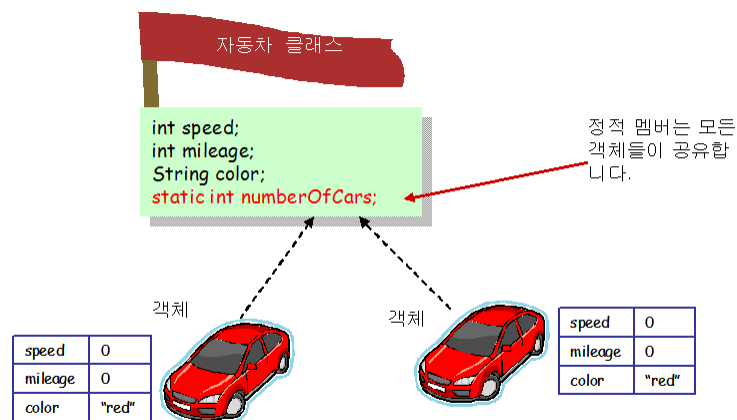 자동차 클래스
int speed;
int mileage;
String color;
static int numberOfCars;
정적 멤버는 모든
객체들이 공유합
니다.
객체
speed 0
mileage 0
color “red”
객체
speed 0
mileage 0
color “red”